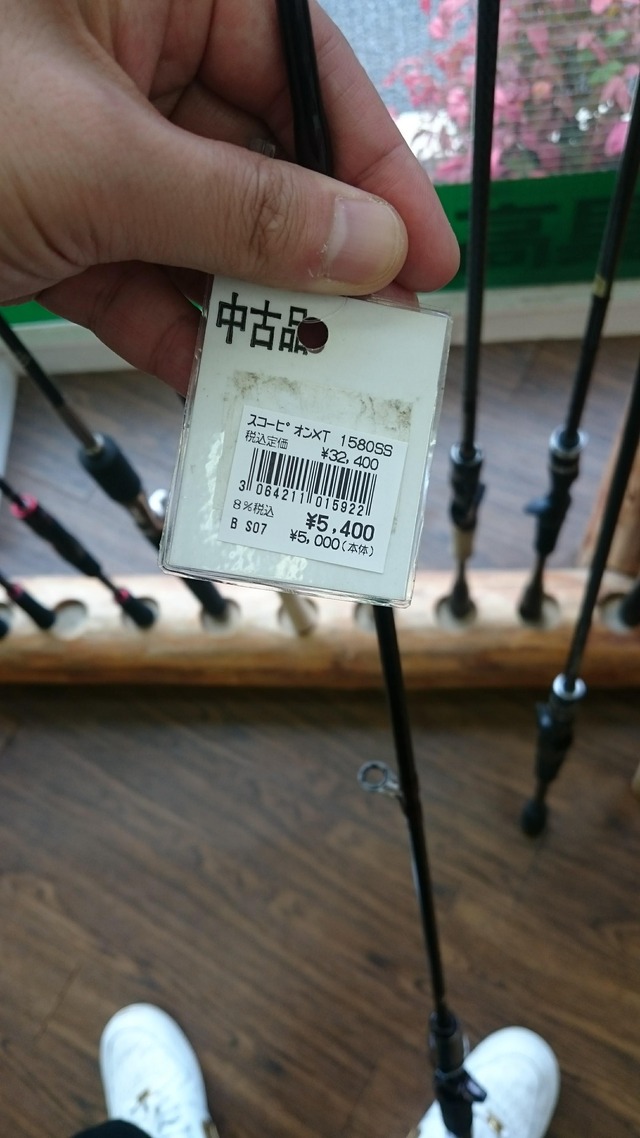 中古品
スコーピオンXT 1580SS
税込定価
¥32,400
3 064211 015922
8%税込 ¥5,400
B S07 ¥5,000(本体)